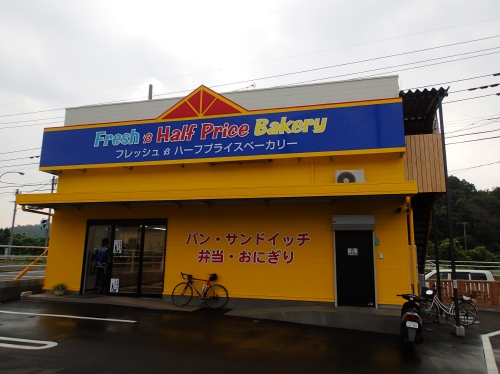 Fresh & Half Price Bakery
フレッシュ & ハーフプライスベーカリー
パン・サンドイッチ
弁当・おにぎり